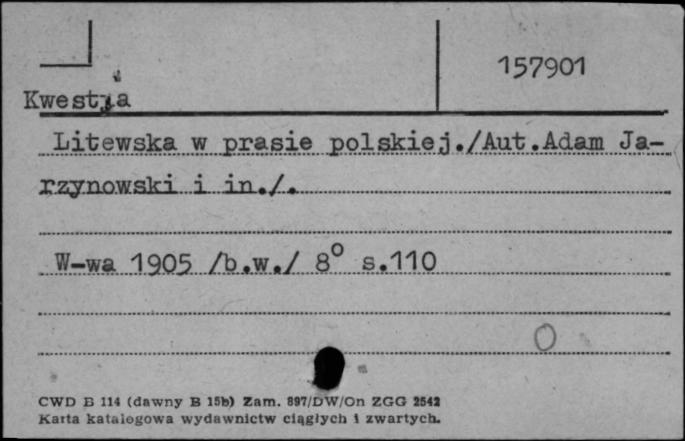 157901
Kwestja
Litewska w prasie polskiej./Aut.Adam Ja-
rzynowski i in./.
W-wa 1905 /b.w./ 8° s.110
O
CWD B 114 (dawny B 15b) Zam. 897/DW/On ZGG 2542
Karta katalogowa wydawnictw ciągłych i zwartych.